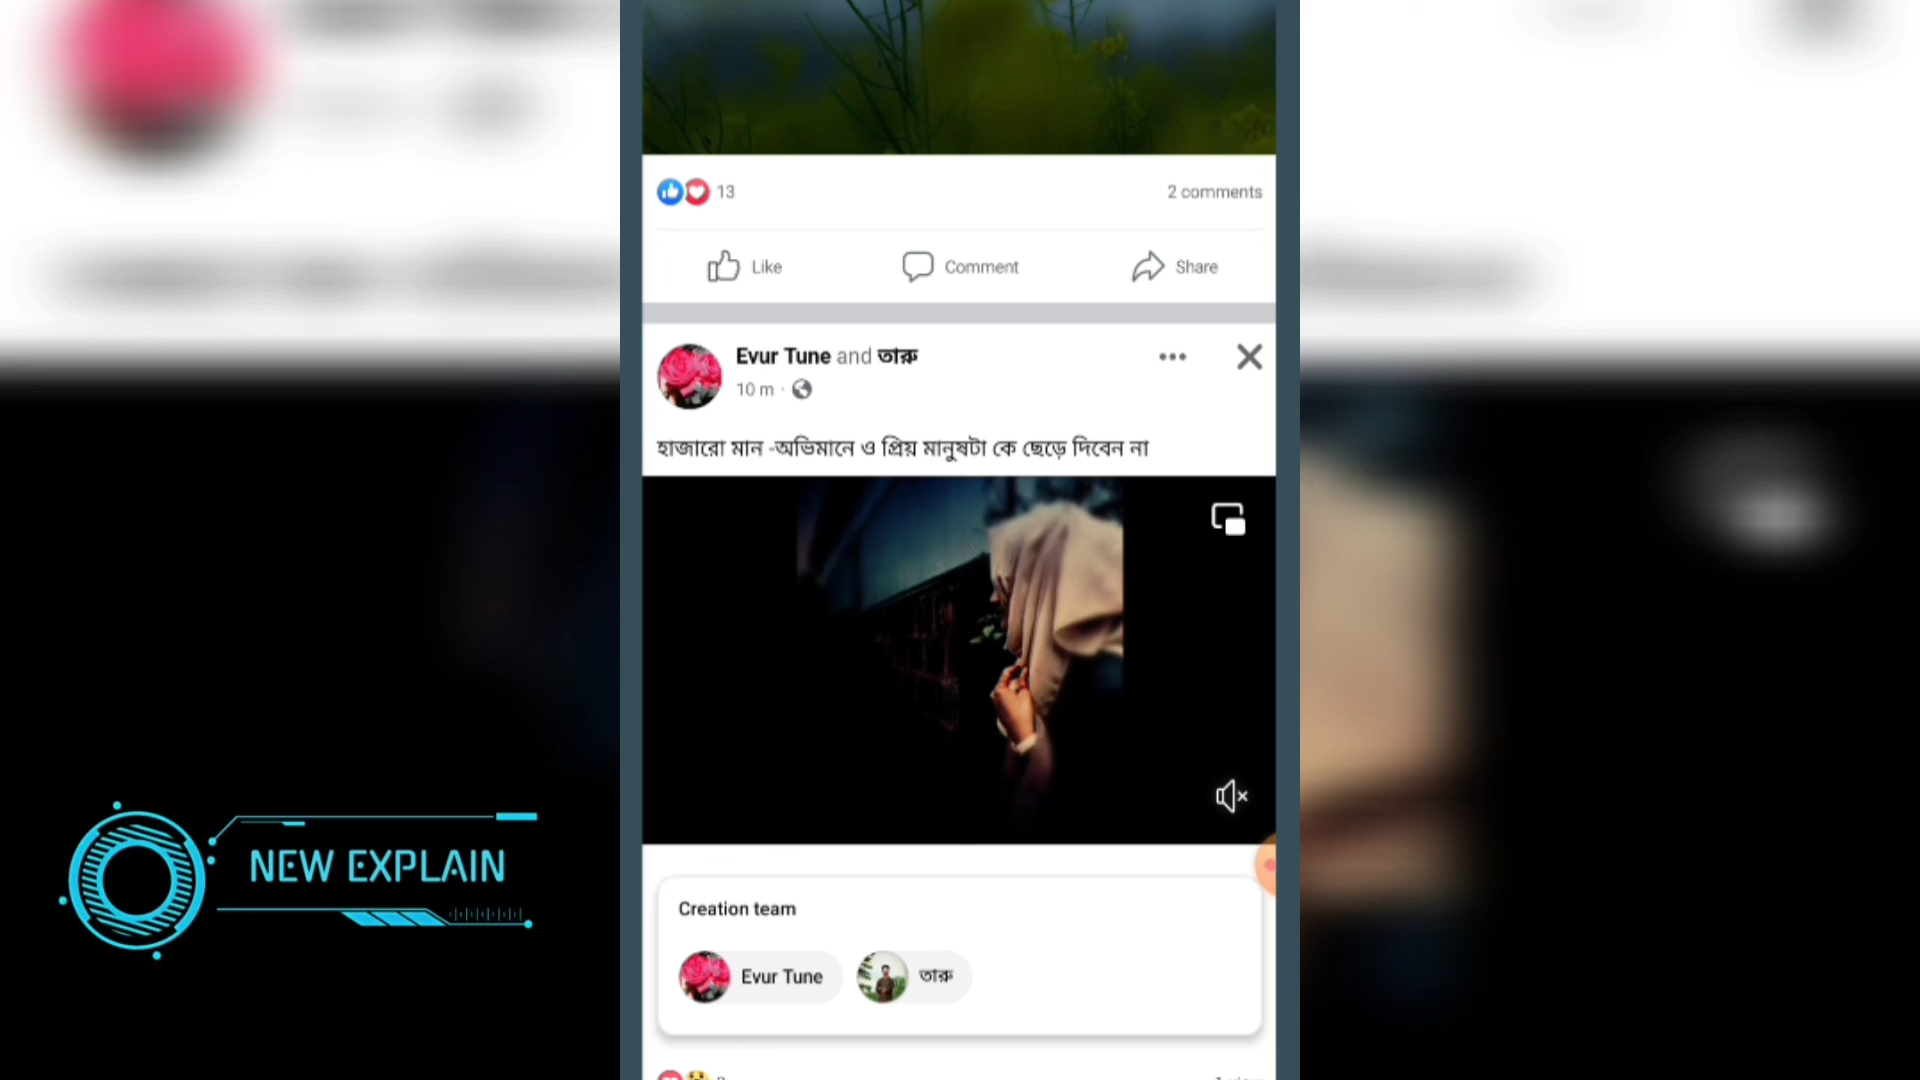 13
2 comments
Like
Comment
Share
Evur Tune and তারু
10 m ·
হাজারো মান -অভিমানে ও প্রিয় মানুষটা কে ছেড়ে দিবেন না
NEW EXPLAIN
Creation team
Evur Tune
তারু